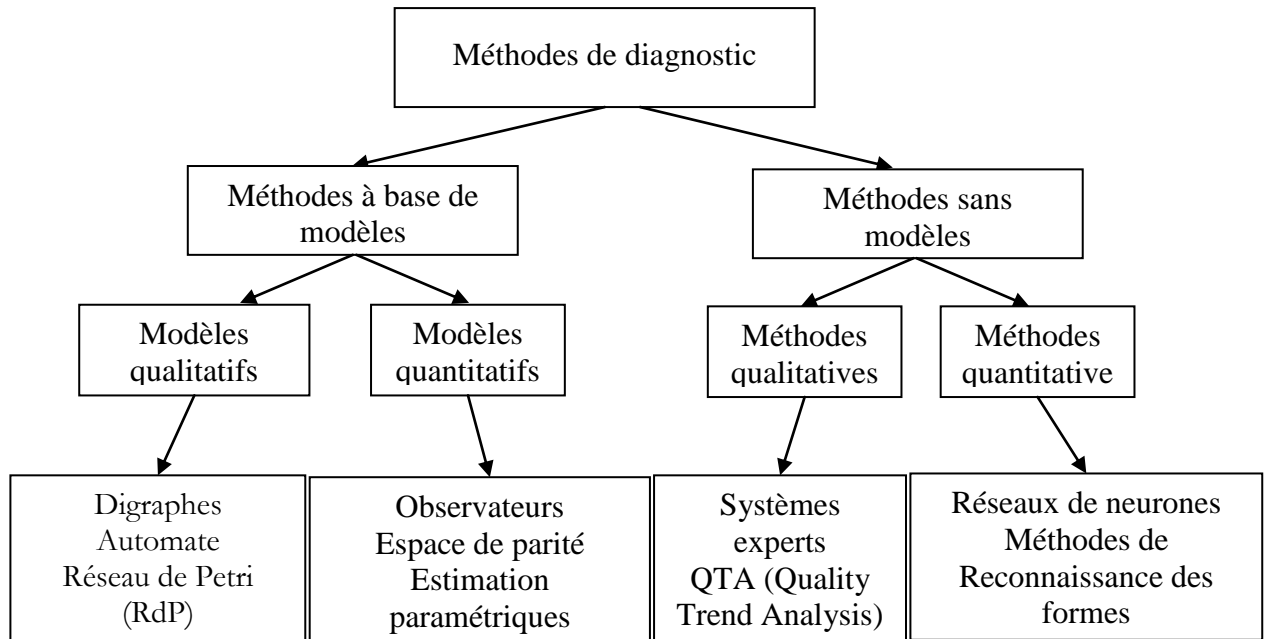 Méthodes de diagnostic
Méthodes à base de
modèles
Méthodes sans
modèles
Modèles
qualitatifs
Modèles
quantitatifs
Méthodes
qualitatives
Méthodes
quantitative
Digraphes
Automate
Réseau de Petri
(RdP)
Observateurs
Espace de parité
Estimation
paramétriques
Systèmes
experts
QTA (Quality
Trend Analysis)
Réseaux de neurones
Méthodes de
Reconnaissance des
formes